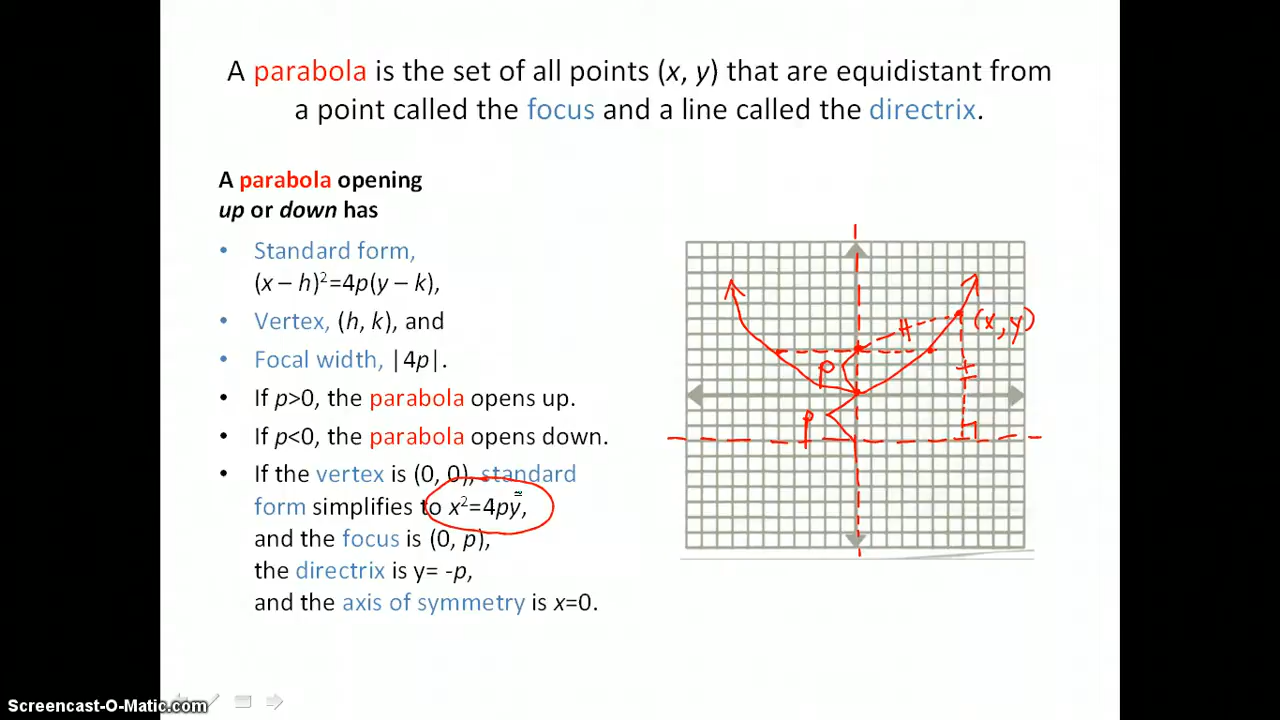 A parabola is the set of all points (x, y) that are equidistant from
a point called the focus and a line called the directrix.
A parabola opening
up or down has
• Standard form,
(x – h)²=4p(y – k),
• Vertex, (h, k), and
• Focal width, |4p|.
• If p>0, the parabola opens up.
• If p<0, the parabola opens down.
• If the vertex is (0, 0), standard
form simplifies to x²=4py,
and the focus is (0, p),
the directrix is y= -p,
and the axis of symmetry is x=0.
(x,y)
p
p
Screencast-O-Matic.com